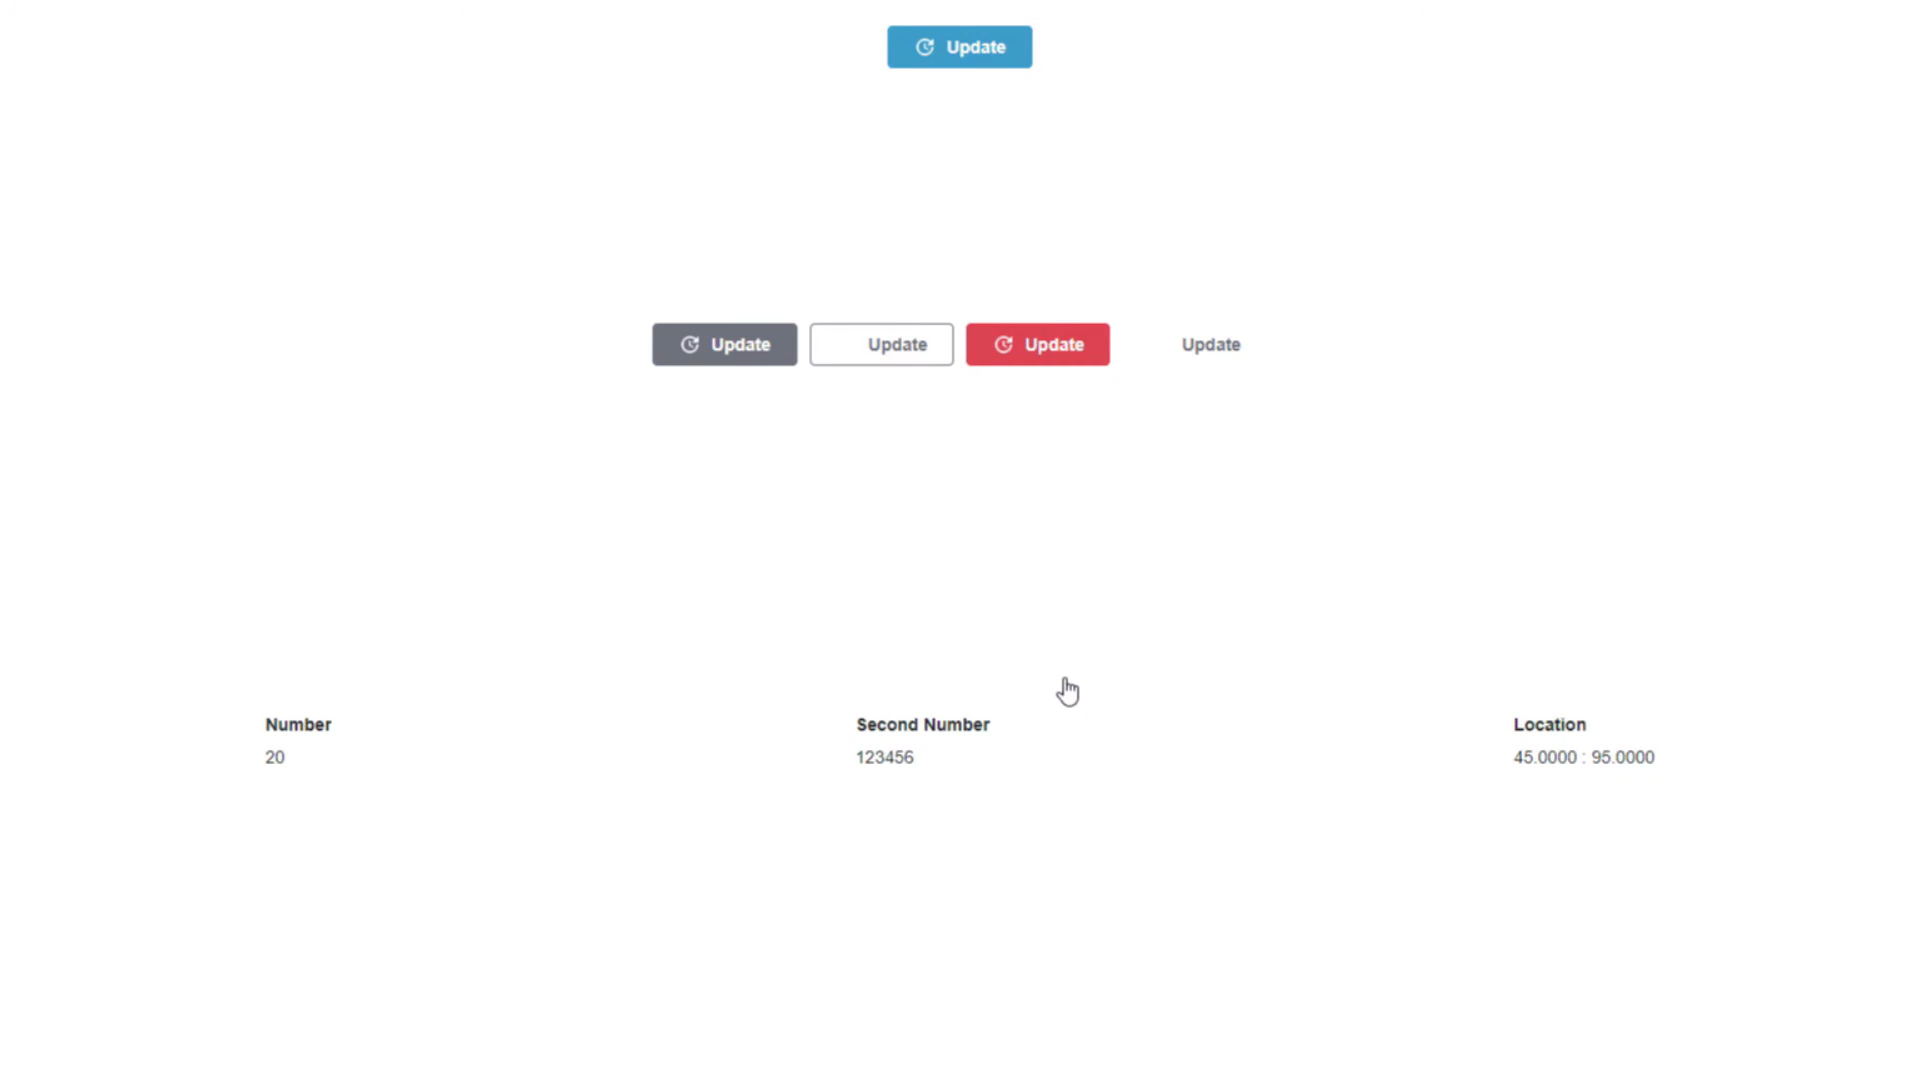 Update
Update Update Update Update
Number Second Number Location
20 123456 45.0000 : 95.0000